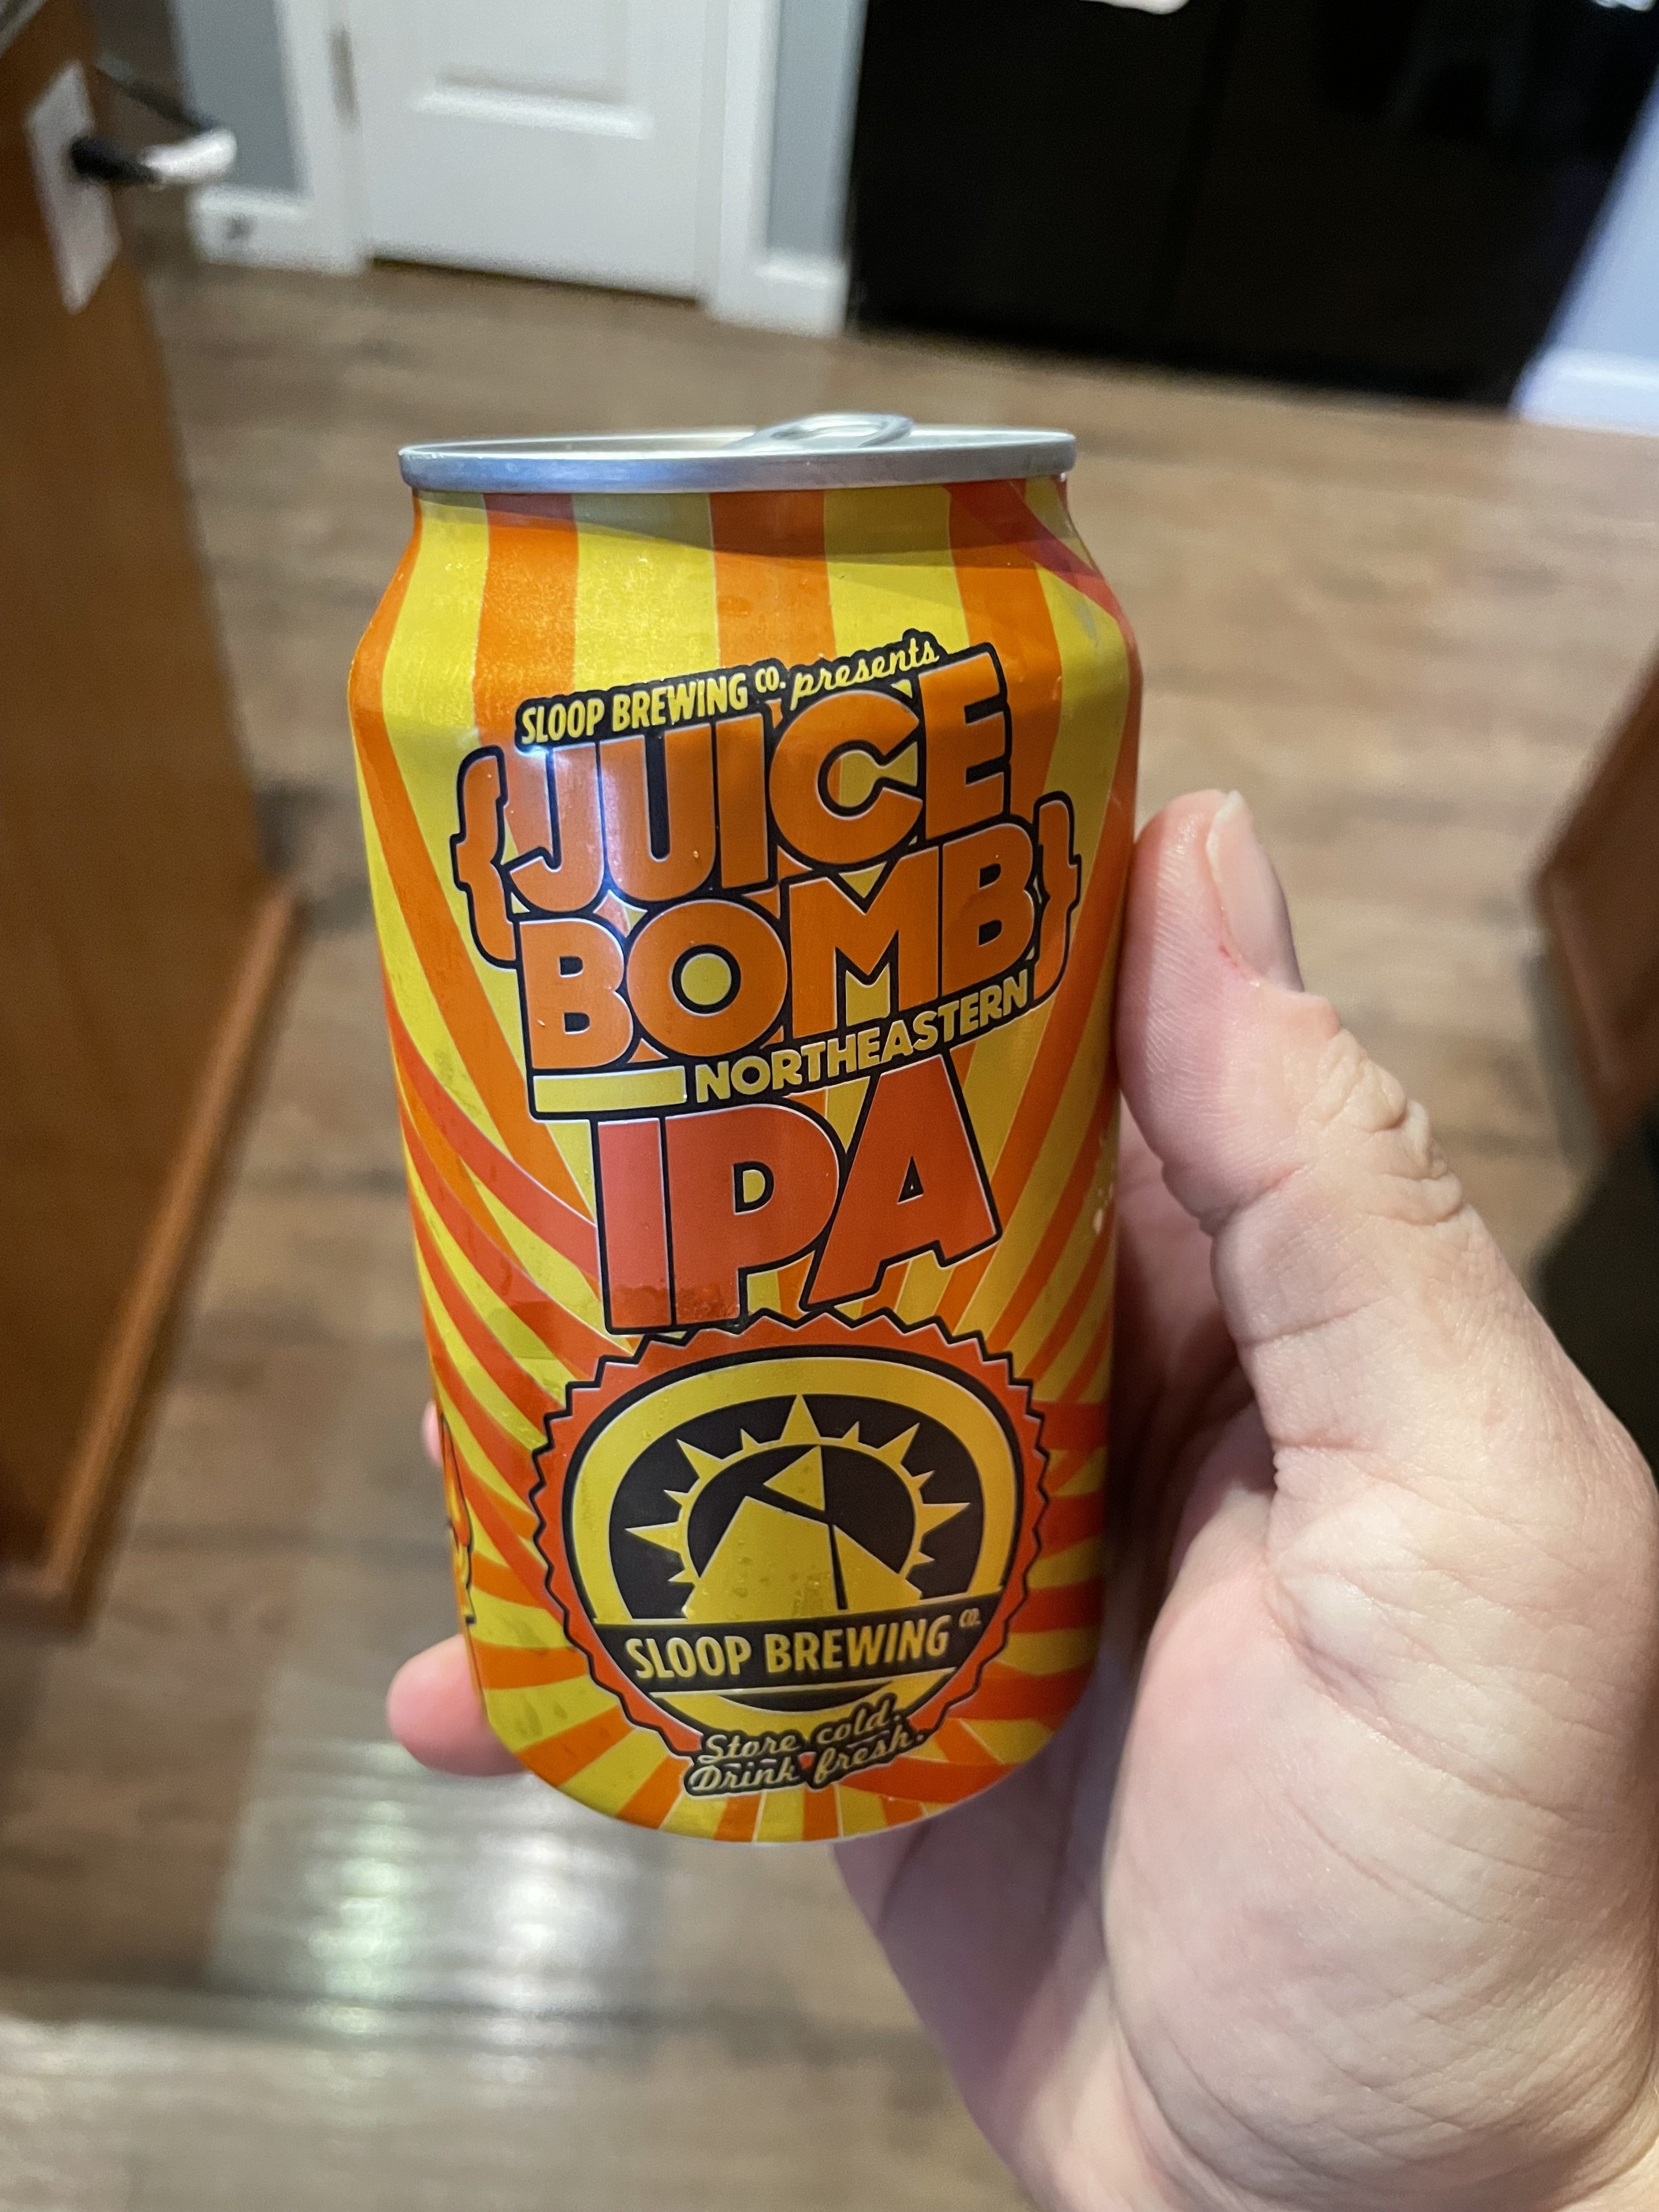 SLOOP BREWING CO. presents
{JUICE
BOMB}
NORTHEASTERN
IPA
SLOOP BREWING CO.
Store cold.
Drink fresh.